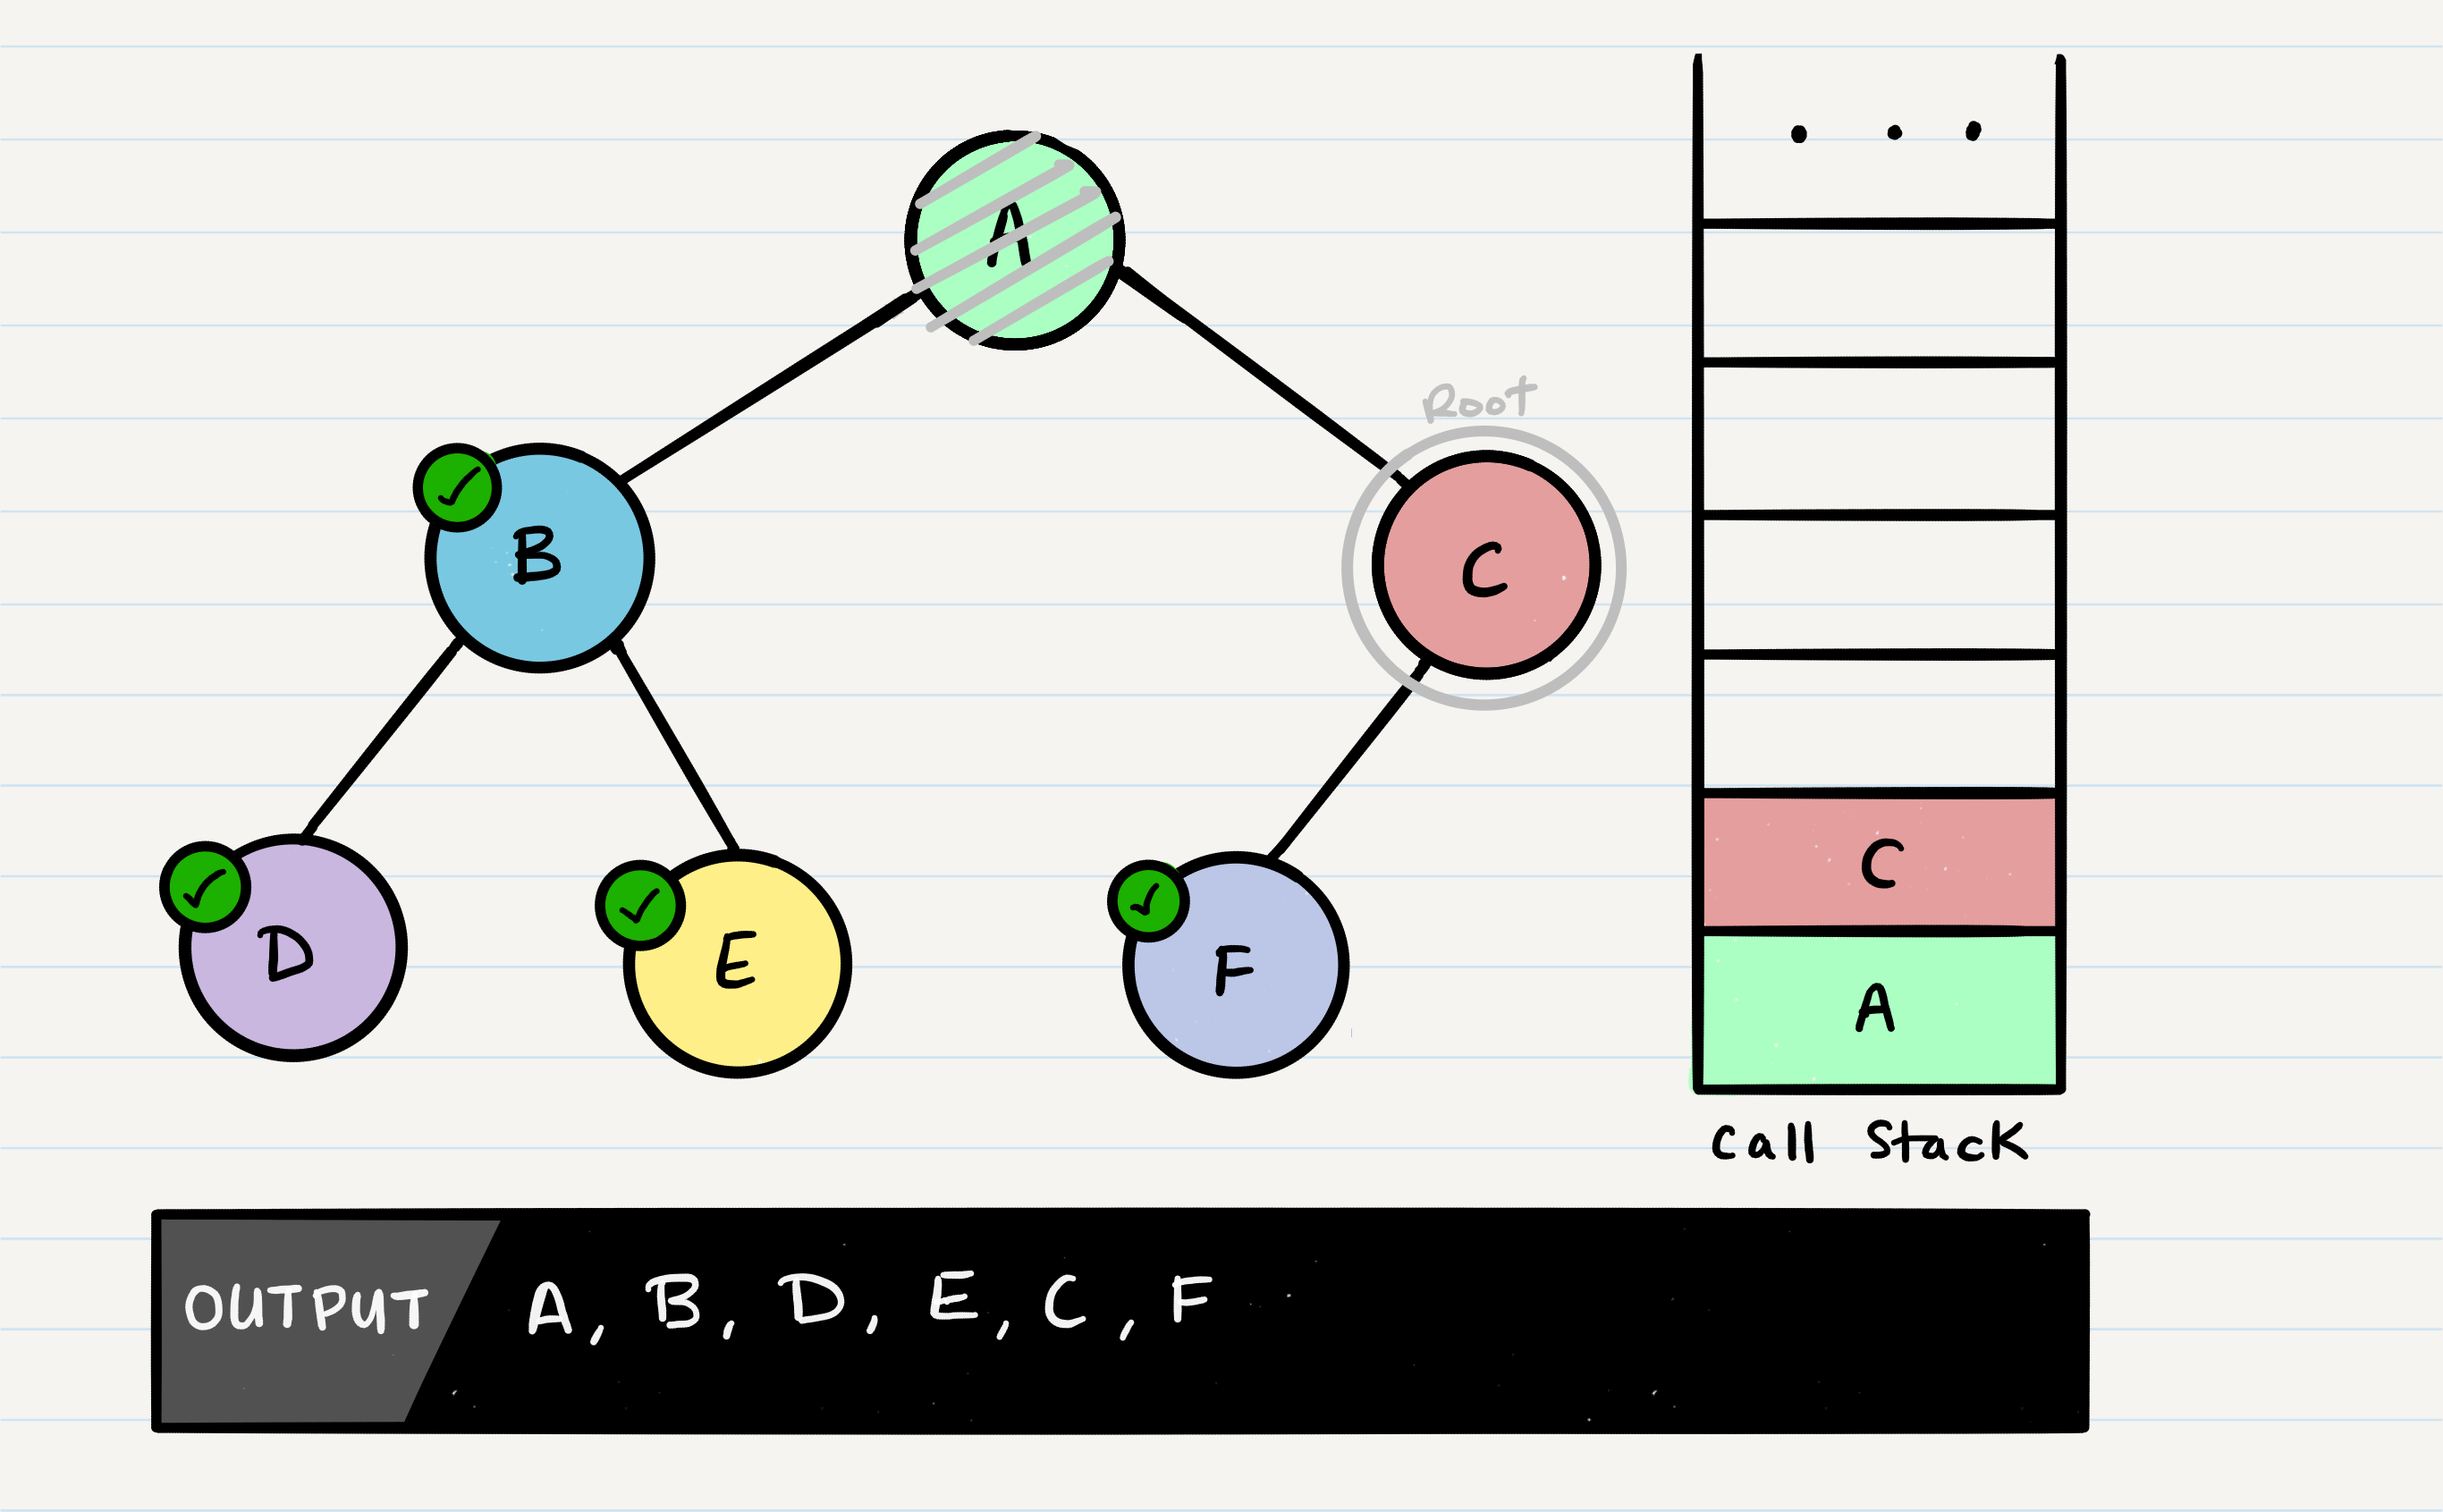 A
Root
B
C
D
E
F
C
A
Call Stack
OUTPUT
A, B, D, E, C, F